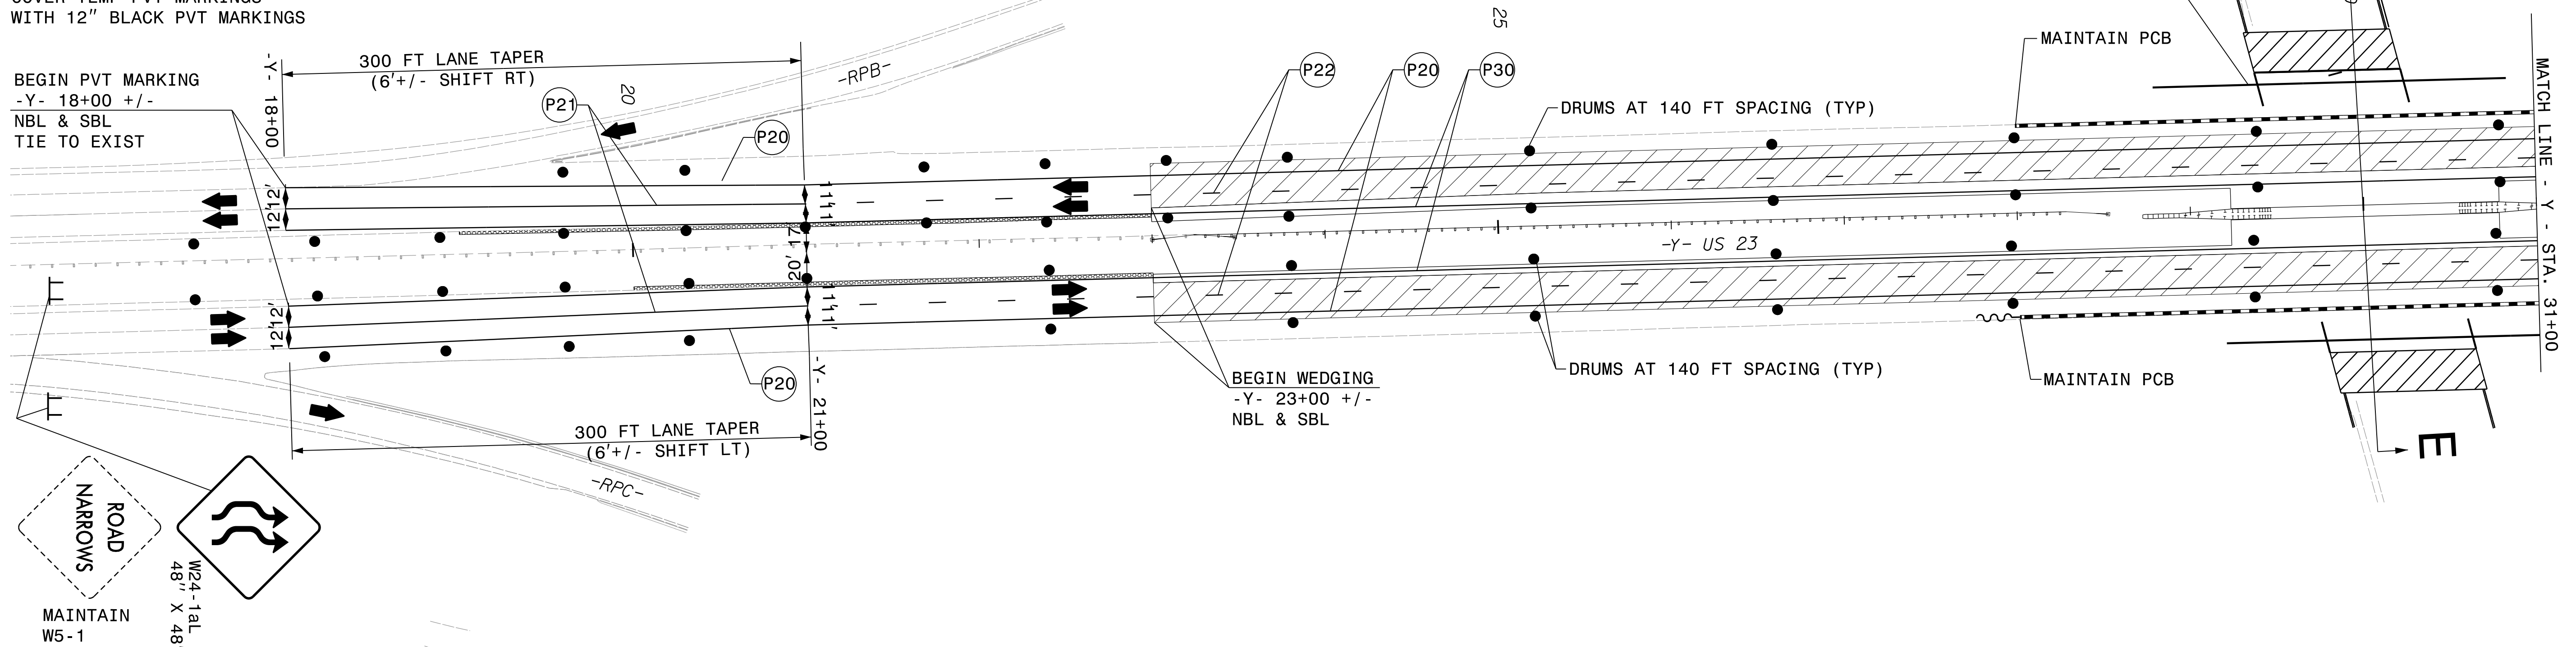 WITH 12" BLACK PVT MARKINGS
BEGIN PVT MARKING
-Y- 18+00 +/-
NBL & SBL
TIE TO EXIST
-Y- 18+00
300 FT LANE TAPER
(6'+/- SHIFT RT)
P21
20
P20
-RPB-
25
P22
P20
P30
DRUMS AT 140 FT SPACING (TYP)
MAINTAIN PCB
MATCH LINE -Y- STA. 31+00
12'
12'
11'
11'
17'
20'
11'
11'
12'
12'
-Y- US 23
-Y- 21+00
P20
BEGIN WEDGING
-Y- 23+00 +/-
NBL & SBL
DRUMS AT 140 FT SPACING (TYP)
MAINTAIN PCB
E
300 FT LANE TAPER
(6'+/- SHIFT LT)
-RPC-
ROAD
NARROWS
MAINTAIN
W5-1
W24-1aL
48" X 48